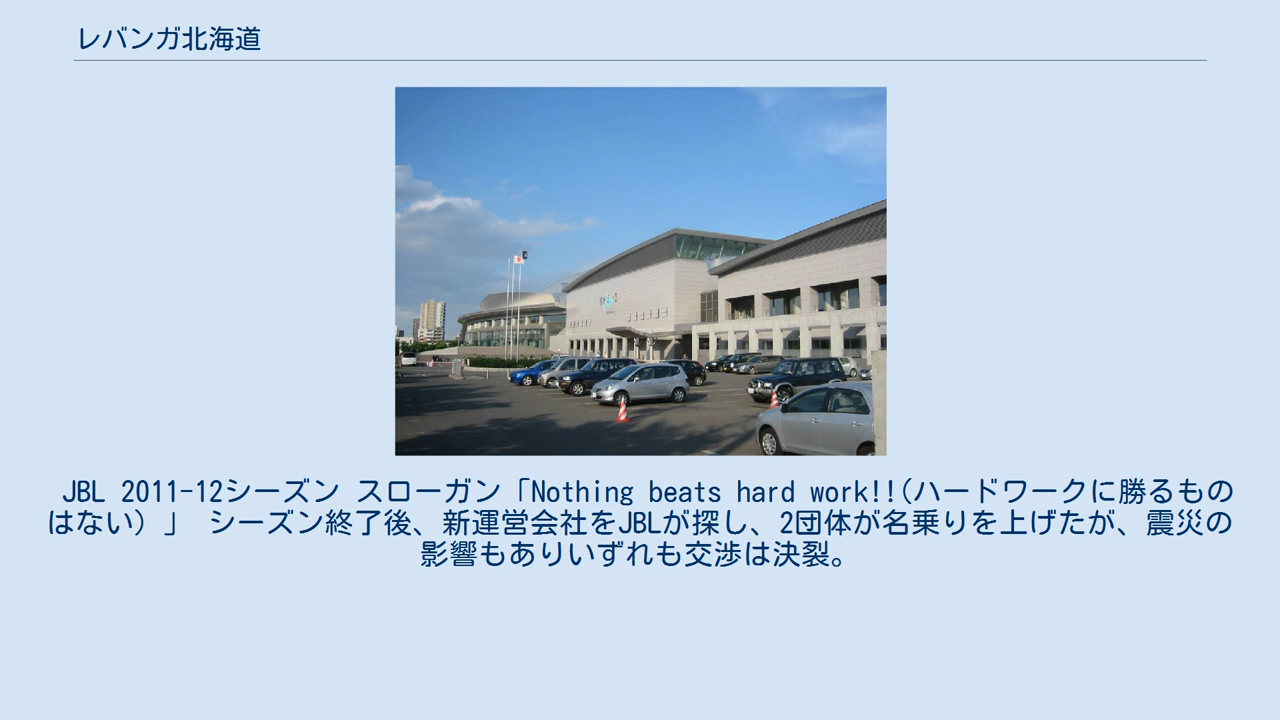 レバンガ北海道
JBL 2011-12シーズン スローガン「Nothing beats hard work!!(ハードワークに勝るもの
はない）」 シーズン終了後、新運営会社をJBLが探し、2団体が名乗りを上げたが、震災の
影響もありいずれも交渉は決裂。